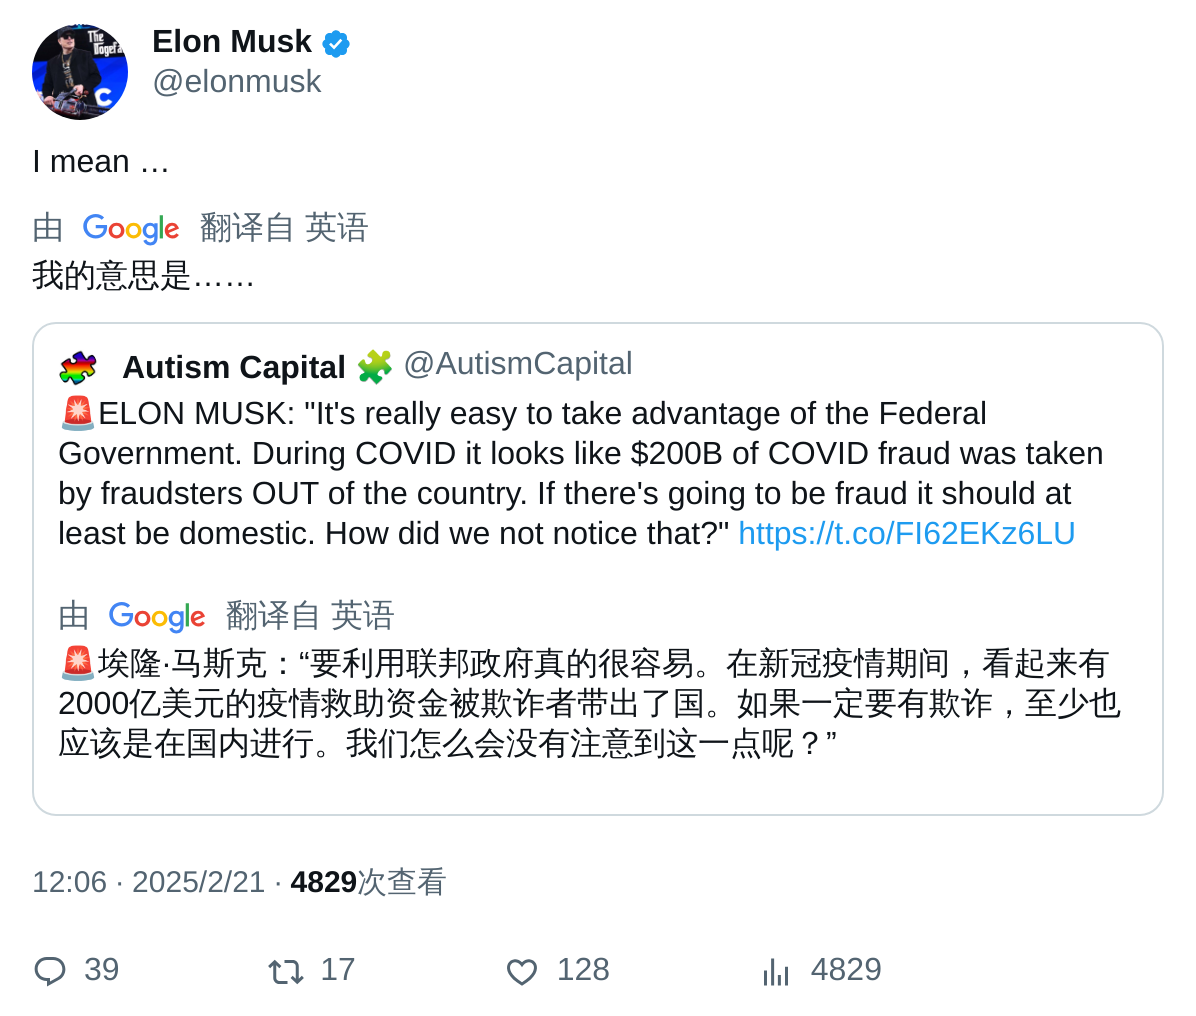 The
Dogefa
C
Elon Musk
@elonmusk
I mean …
由 Google 翻译自 英语
我的意思是……
Autism Capital 🧩 @AutismCapital
🚨ELON MUSK: "It's really easy to take advantage of the Federal
Government. During COVID it looks like $200B of COVID fraud was taken
by fraudsters OUT of the country. If there's going to be fraud it should at
least be domestic. How did we not notice that?" https://t.co/FI62EKz6LU
由 Google 翻译自 英语
🚨埃隆·马斯克：“要利用联邦政府真的很容易。在新冠疫情期间，看起来有
2000亿美元的疫情救助资金被欺诈者带出了国。如果一定要有欺诈，至少也
应该是在国内进行。我们怎么会没有注意到这一点呢？”
12:06 · 2025/2/21 · 4829次查看
39 17 128 4829